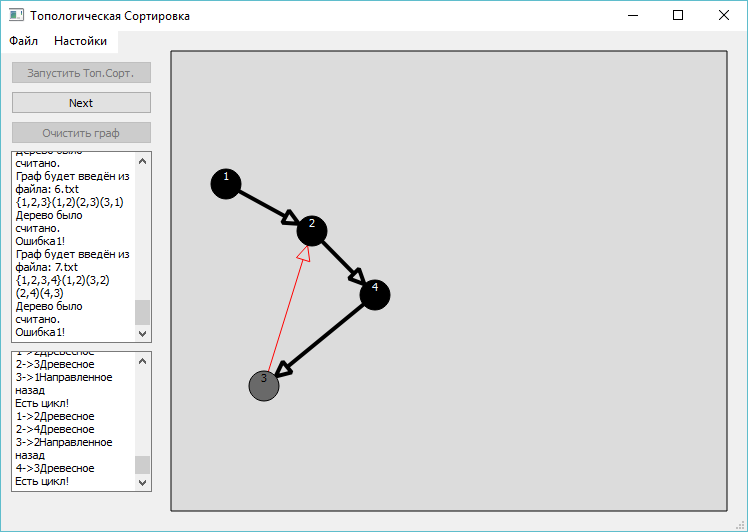 Топологическая Сортировка
Файл Настойки
Запустить Топ.Сорт.
Next
Очистить граф
Дерево было
считано.
Граф будет введён из
файла: 6.txt
{1,2,3}(1,2)(2,3)(3,1)
Дерево было
считано.
Ошибка1!
Граф будет введён из
файла: 7.txt
{1,2,3,4}(1,2)(3,2)
(2,4)(4,3)
Дерево было
считано.
Ошибка1!
1->2Древесное
2->3Древесное
3->1Направленное
назад
Есть цикл!
1->2Древесное
2->4Древесное
3->2Направленное
назад
4->3Древесное
Есть цикл!
1
2
4
3